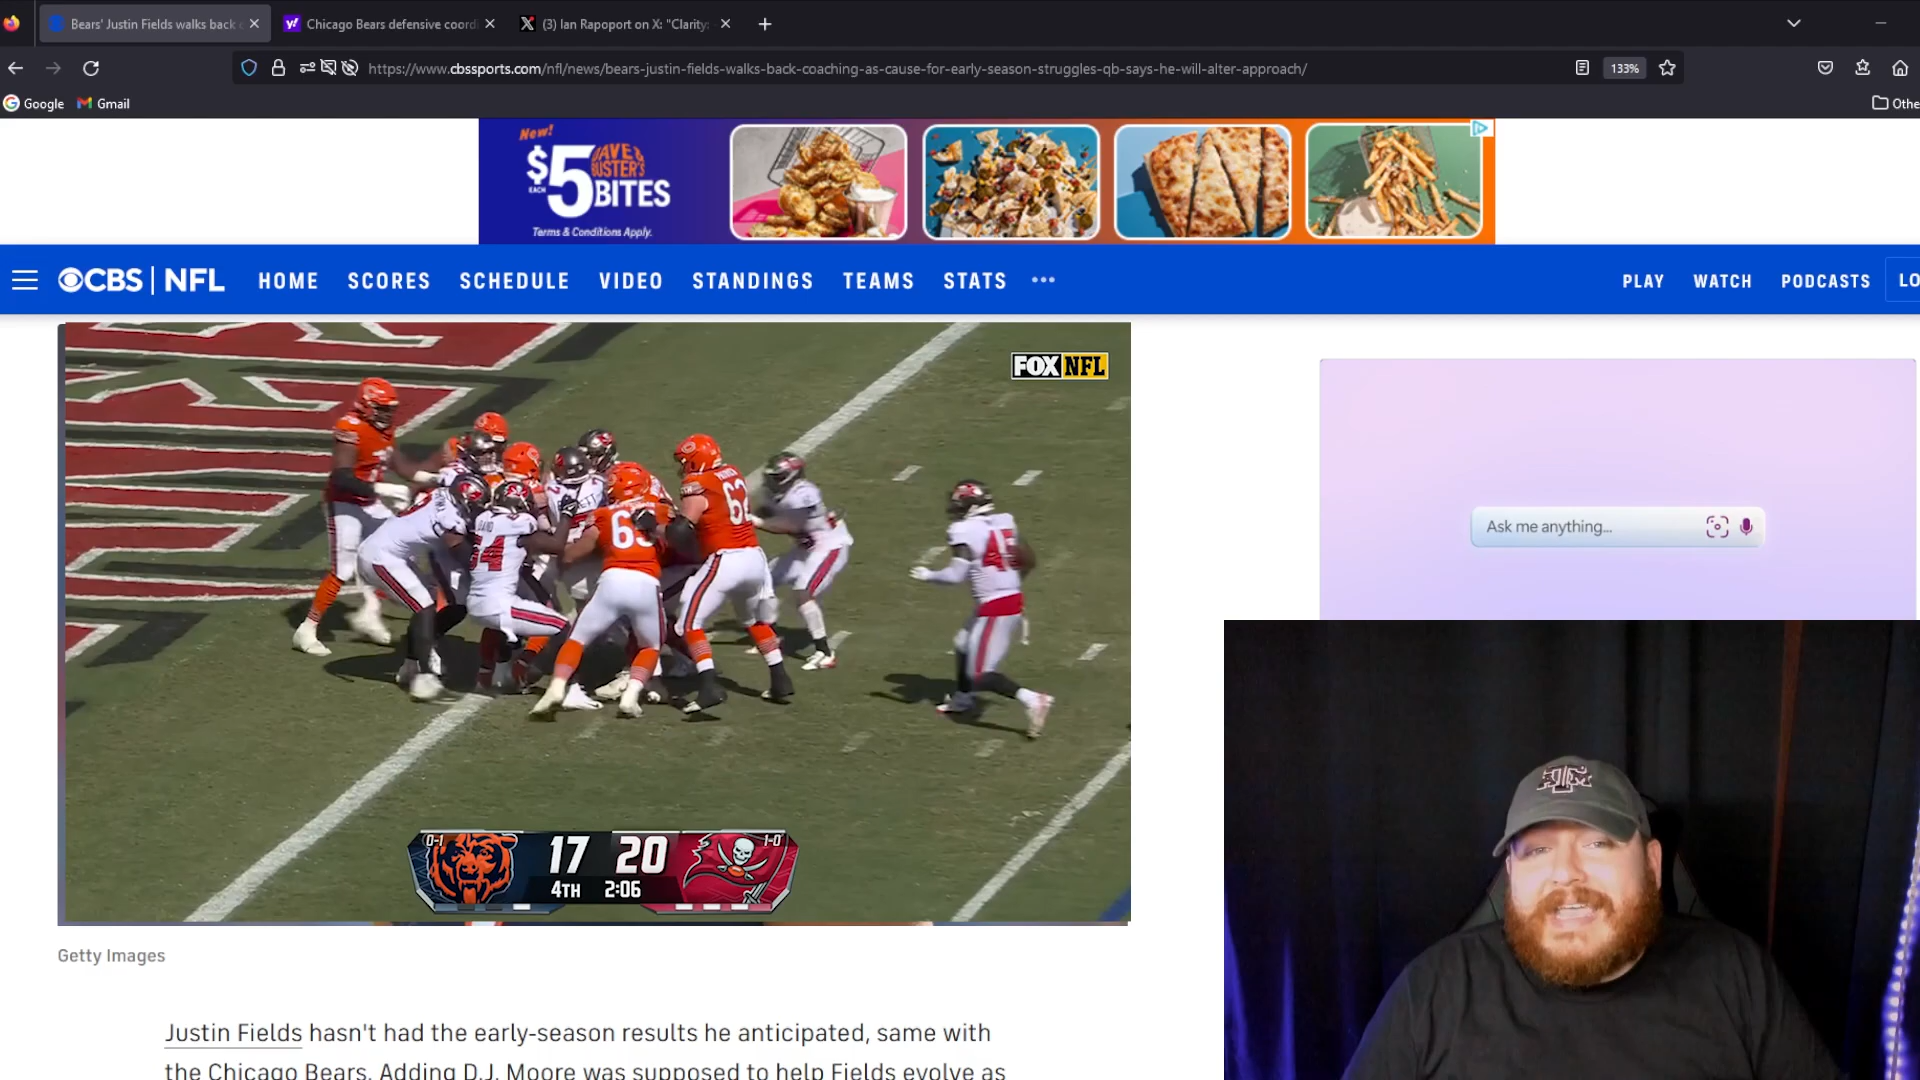 Bears' Justin Fields walks back
Chicago Bears defensive coord
(3) Ian Rapoport on X: "Clarity:
https://www.cbssports.com/nfl/news/bears-justin-fields-walks-back-coaching-as-cause-for-early-season-struggles-qb-says-he-will-alter-approach/
133%
Google
Gmail
Othe
New!
$5 EACH
DAVE & BUSTER'S
BITES
Terms & Conditions Apply.
CBS | NFL
HOME
SCORES
SCHEDULE
VIDEO
STANDINGS
TEAMS
STATS
PLAY
WATCH
PODCASTS
LO
FOX NFL
54
62
45
0-1
17
20
1-0
4TH
2:06
Ask me anything...
Getty Images
Justin Fields hasn't had the early-season results he anticipated, same with
the Chicago Bears. Adding D.J. Moore was supposed to help Fields evolve as